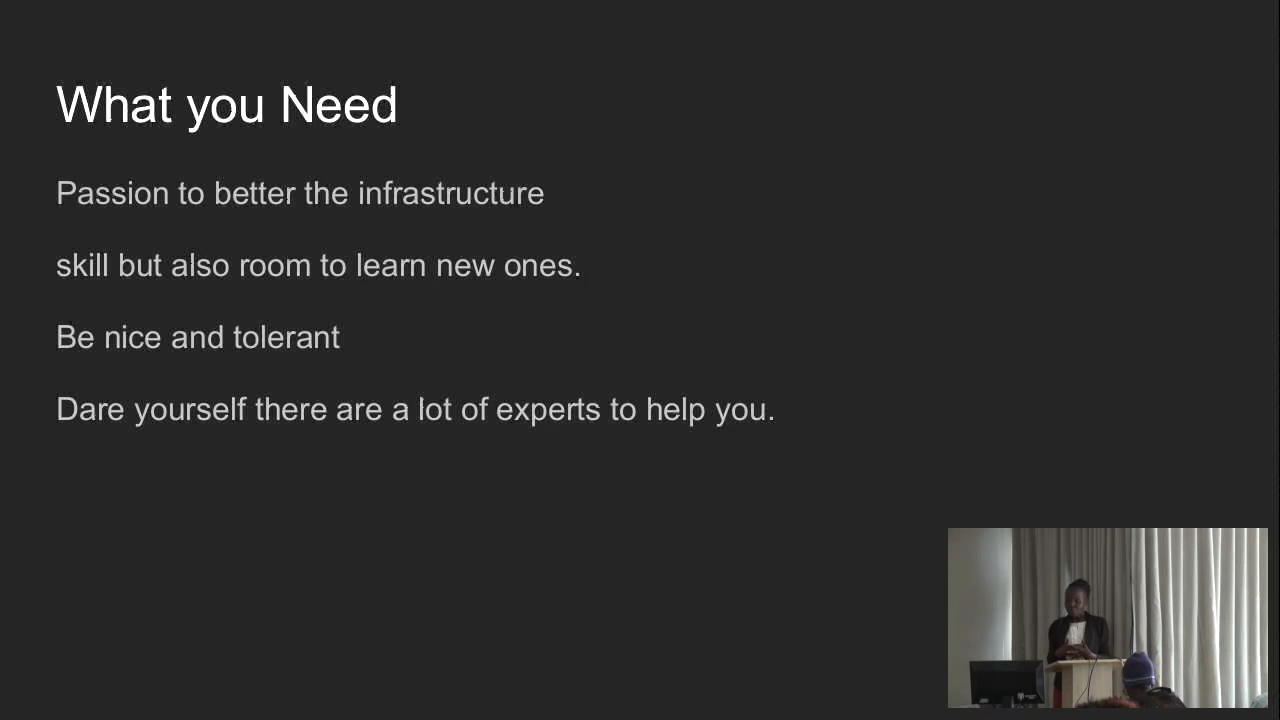 What you Need
Passion to better the infrastructure
skill but also room to learn new ones.
Be nice and tolerant
Dare yourself there are a lot of experts to help you.